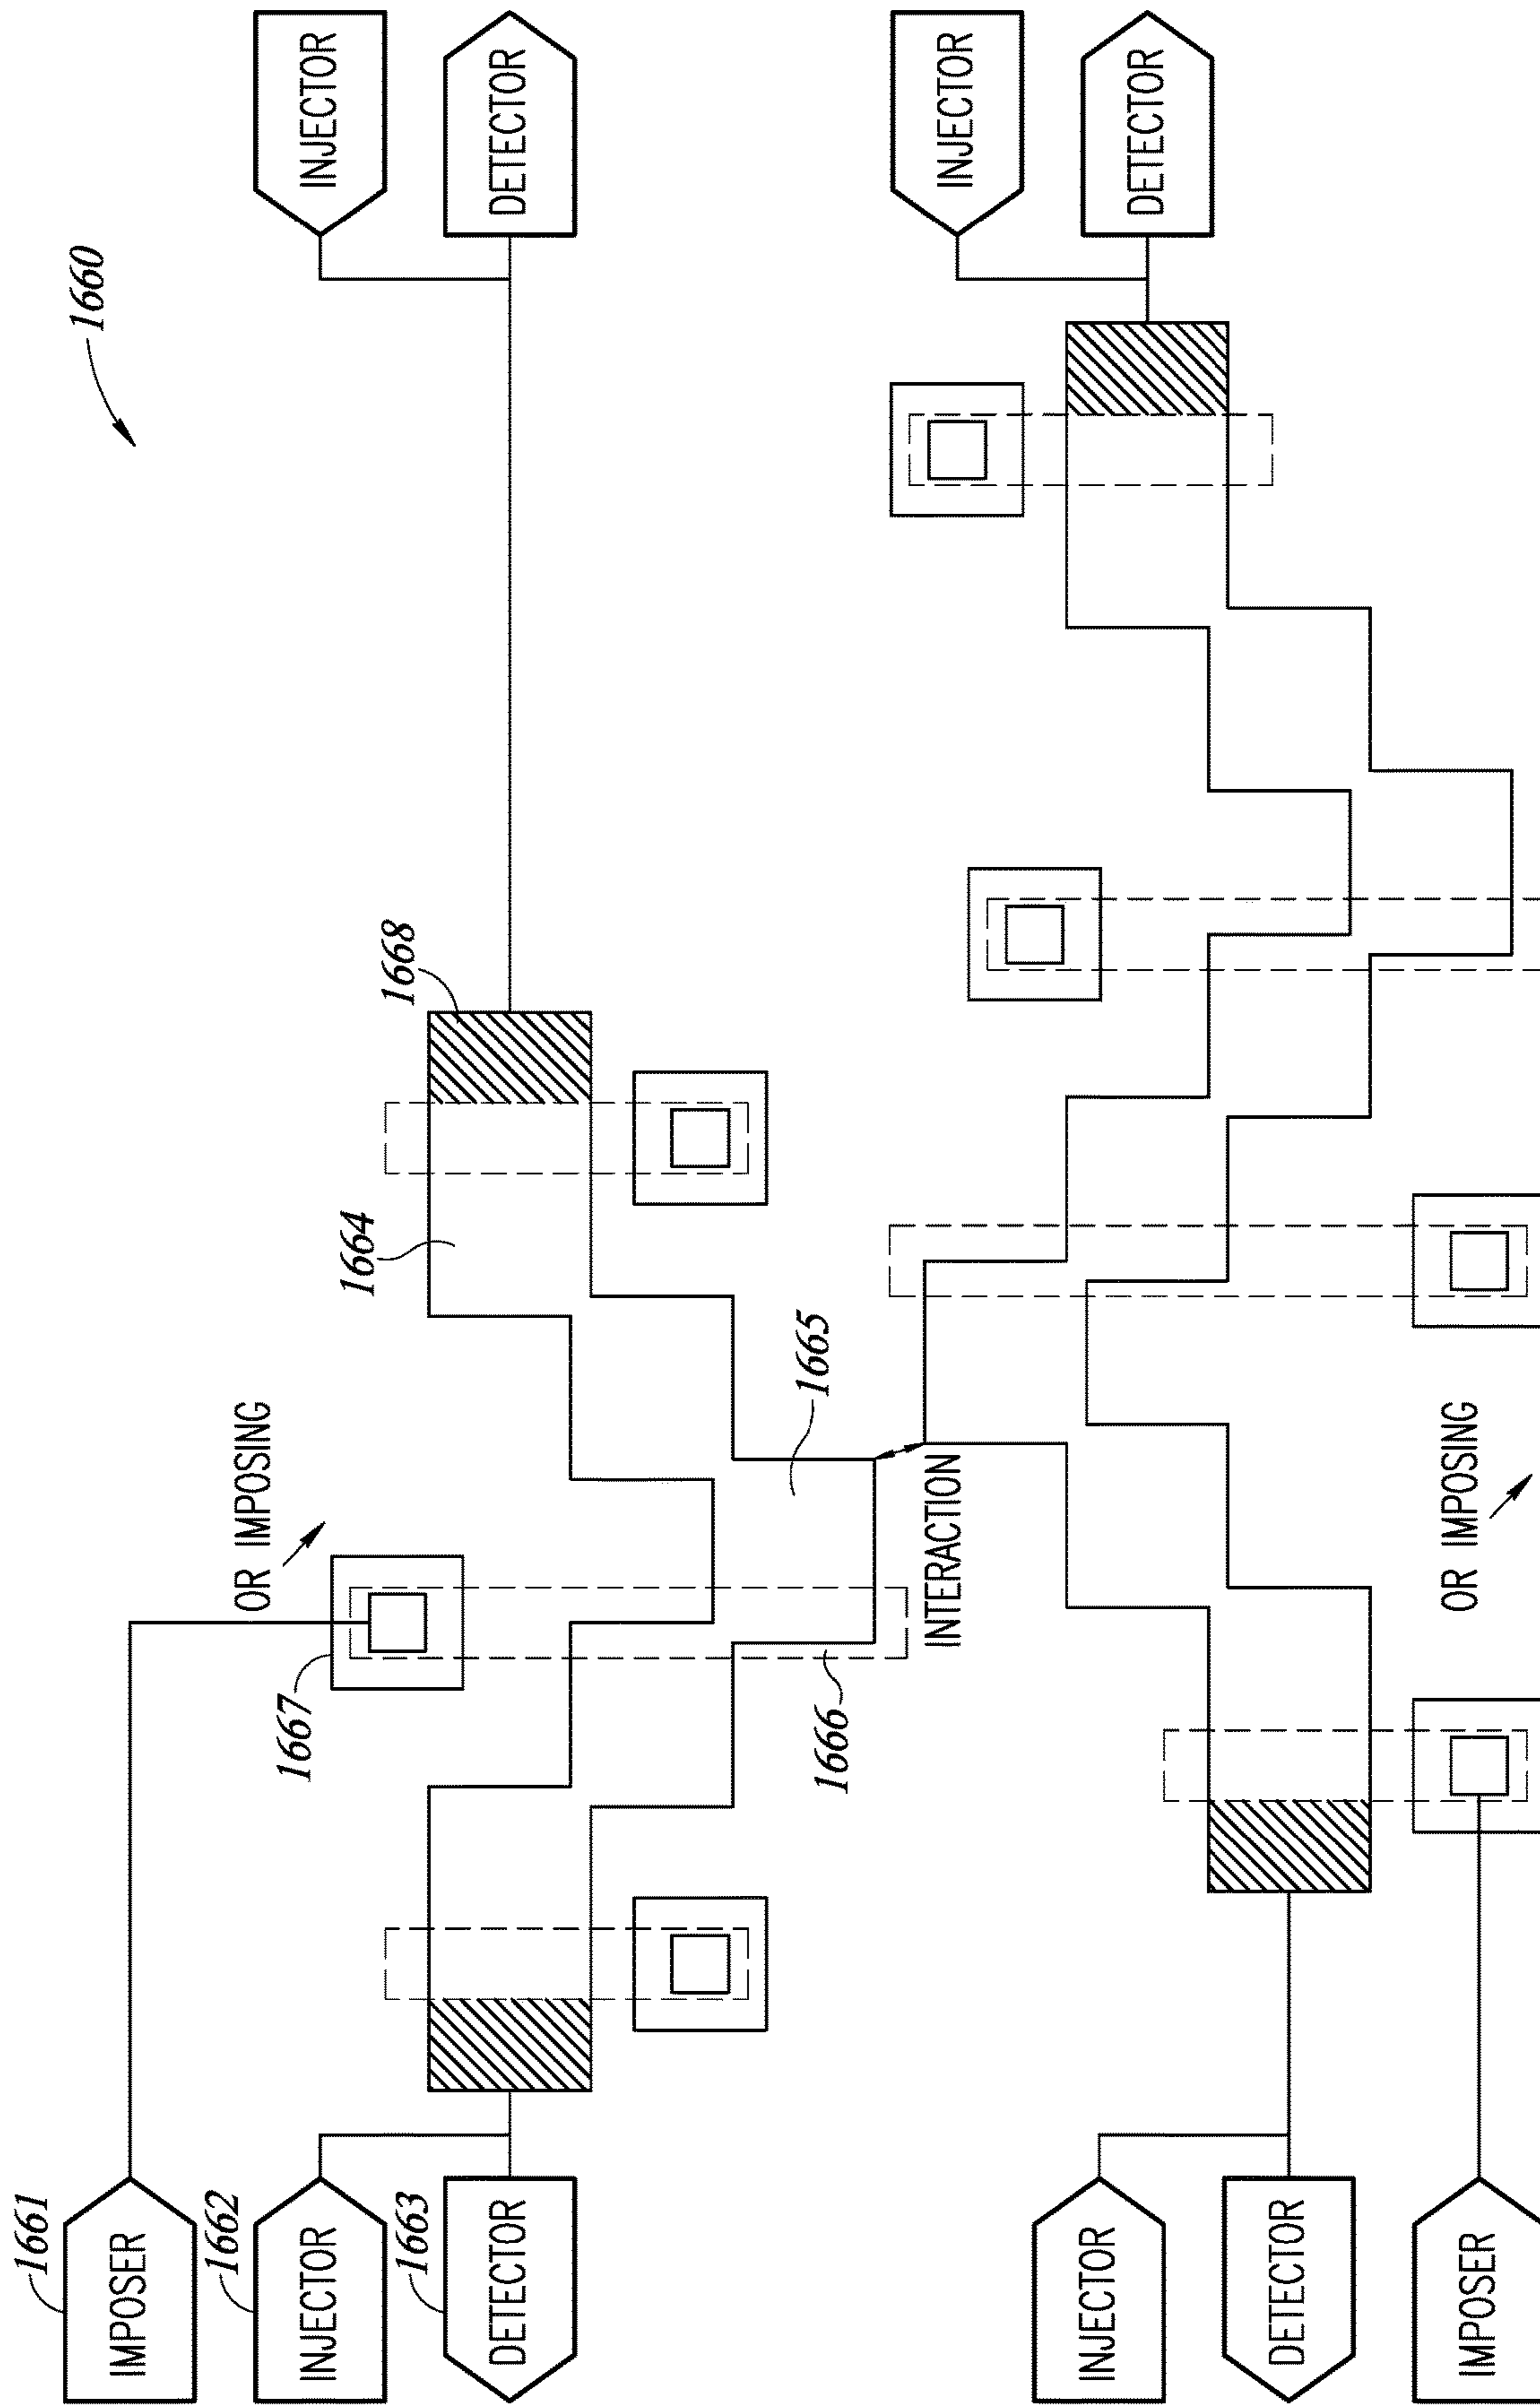 1660
1661
IMPOSER
1662
INJECTOR
1663
DETECTOR
1667
OR IMPOSING
1664
1668
INJECTOR
DETECTOR
1666
1665
INTERACTION
INJECTOR
DETECTOR
INJECTOR
DETECTOR
IMPOSER
OR IMPOSING